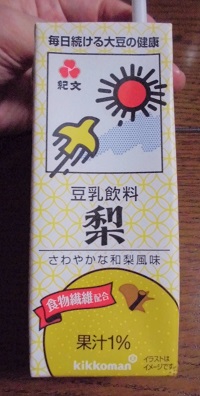 毎日続ける大豆の健康
紀文
豆乳飲料
梨
さわやかな和梨風味
食物繊維配合
果汁1%
kikkoman
イラストは
イメージです。